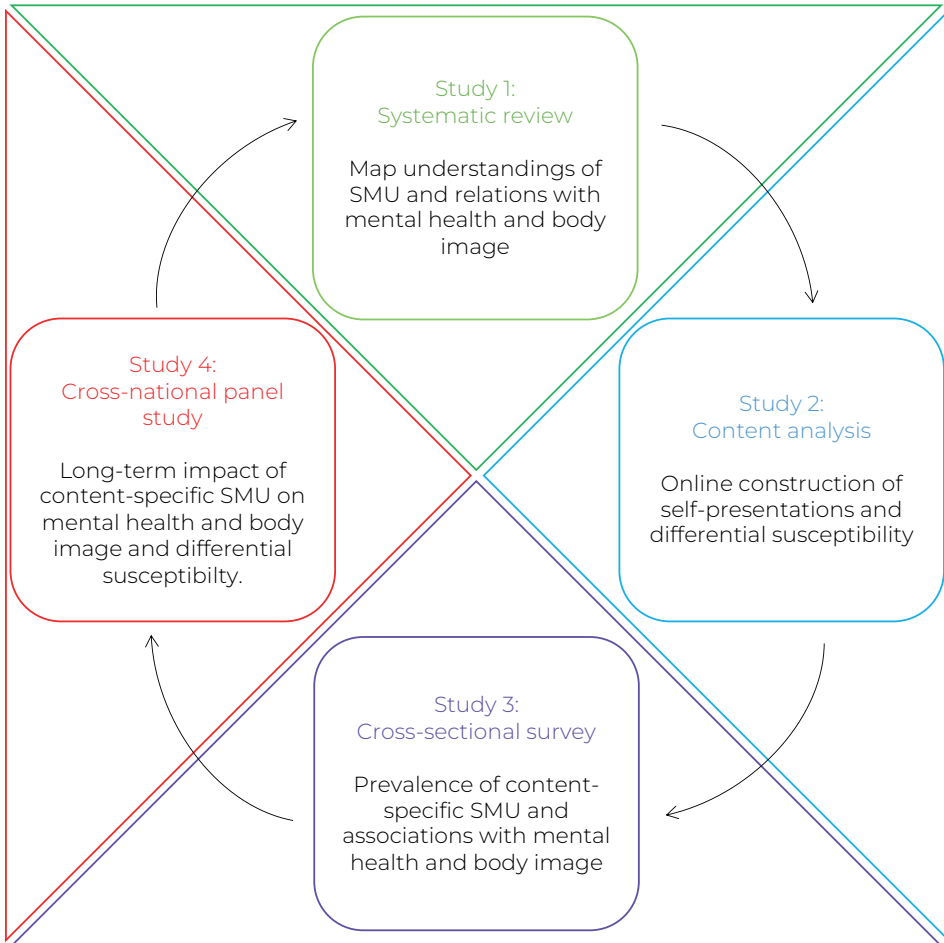 Study 1:
Systematic review
Map understandings of
SMU and relations with
mental health and body
image
Study 2:
Content analysis
Online construction of
self-presentations and
differential susceptibility
Study 3:
Cross-sectional survey
Prevalence of content-
specific SMU and
associations with mental
health and body image
Study 4:
Cross-national panel
study
Long-term impact of
content-specific SMU on
mental health and body
image and differential
susceptibilty.